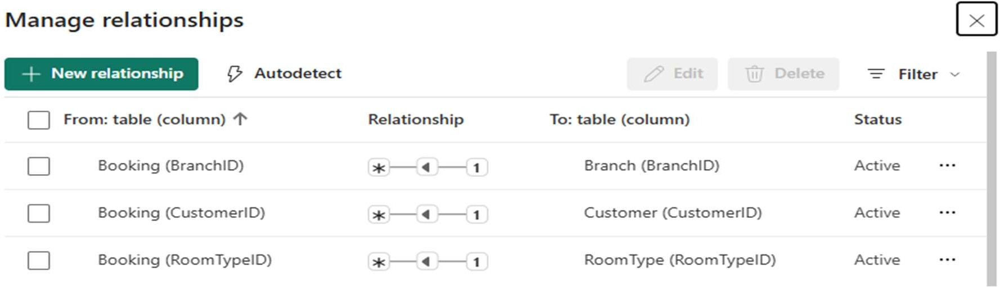 Manage relationships
New relationship Autodetect Edit Delete Filter
From: table (column) Relationship To: table (column) Status
Booking (BranchID) * 1 Branch (BranchID) Active ...
Booking (CustomerID) * 1 Customer (CustomerID) Active ...
Booking (RoomTypeID) * 1 RoomType (RoomTypeID) Active ...